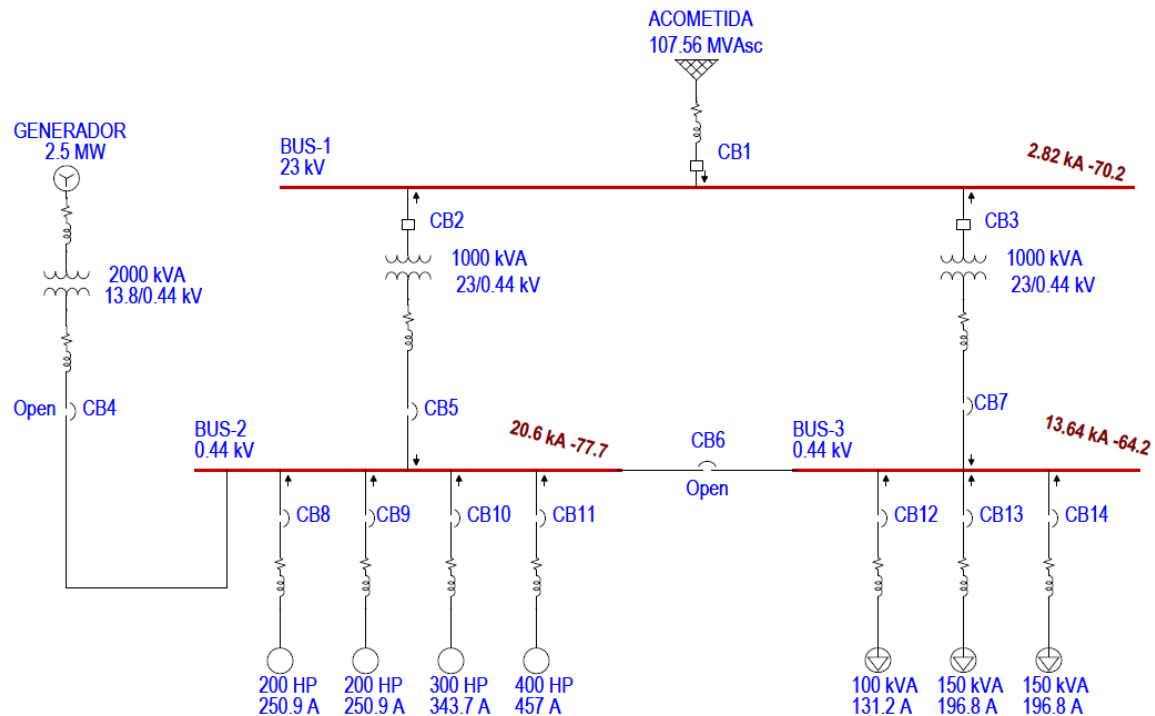 ACOMETIDA
107.56 MVAsc
GENERADOR
2.5 MW
BUS-1
23 kV
CB1
2.82 kA -70.2
CB2
CB3
2000 kVA
13.8/0.44 kV
1000 kVA
23/0.44 kV
1000 kVA
23/0.44 kV
Open
CB4
CB5
CB7
BUS-2
0.44 kV
20.6 kA -77.7
CB6
Open
BUS-3
0.44 kV
13.64 kA -64.2
CB8
CB9
CB10
CB11
CB12
CB13
CB14
200 HP
250.9 A
200 HP
250.9 A
300 HP
343.7 A
400 HP
457 A
100 kVA
131.2 A
150 kVA
196.8 A
150 kVA
196.8 A